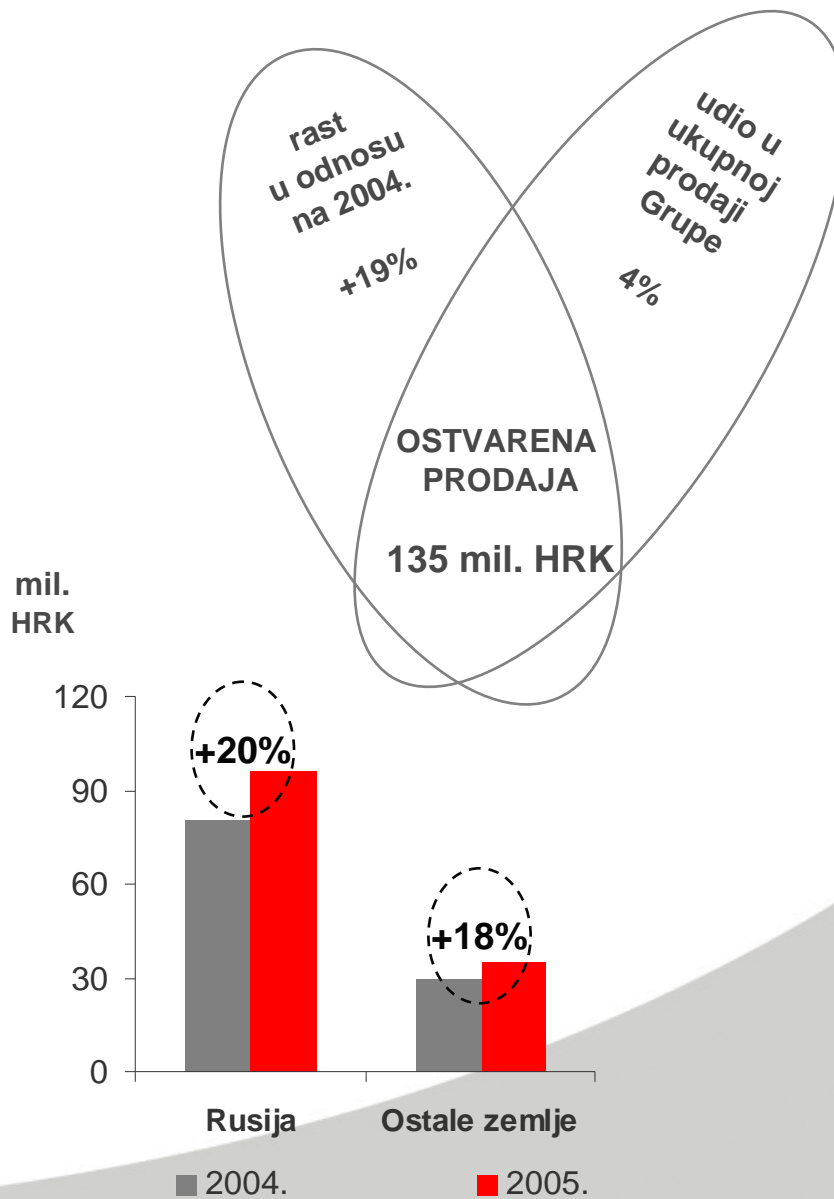 rast
u odnosu
na 2004.
+19%
udio u
ukupnoj
prodaji
Grupe
4%
OSTVARENA
PRODAJA
135 mil. HRK
mil.
HRK
120
90
60
30
0
+20%
+18%
Rusija
Ostale zemlje
2004.
2005.